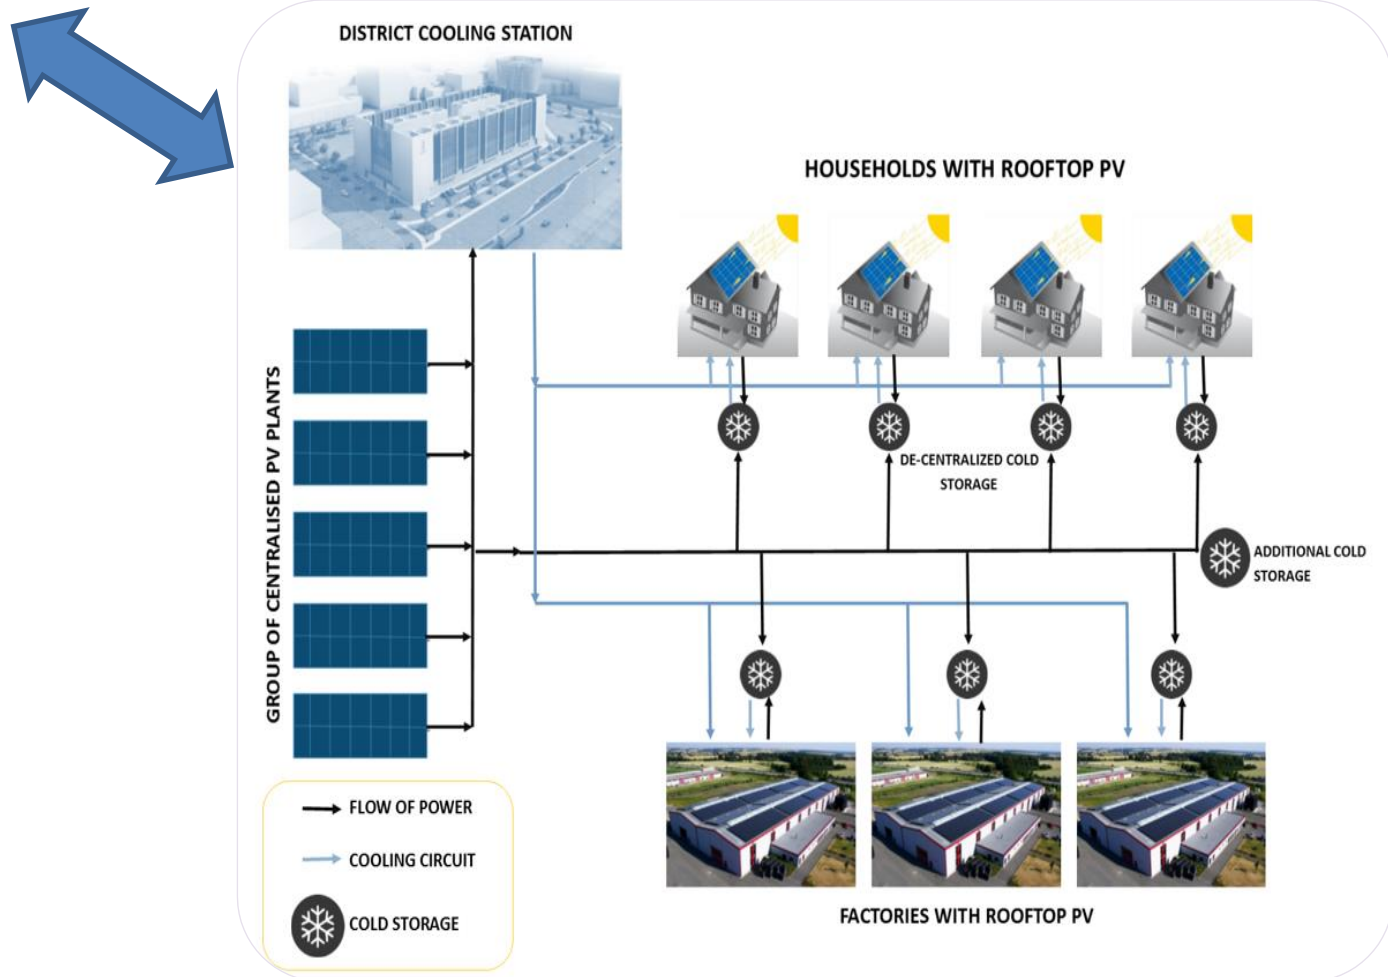 DISTRICT COOLING STATION
HOUSEHOLDS WITH ROOFTOP PV
GROUP OF CENTRALISED PV PLANTS
DE-CENTRALIZED COLD
STORAGE
ADDITIONAL COLD
STORAGE
FLOW OF POWER
COOLING CIRCUIT
COLD STORAGE
FACTORIES WITH ROOFTOP PV